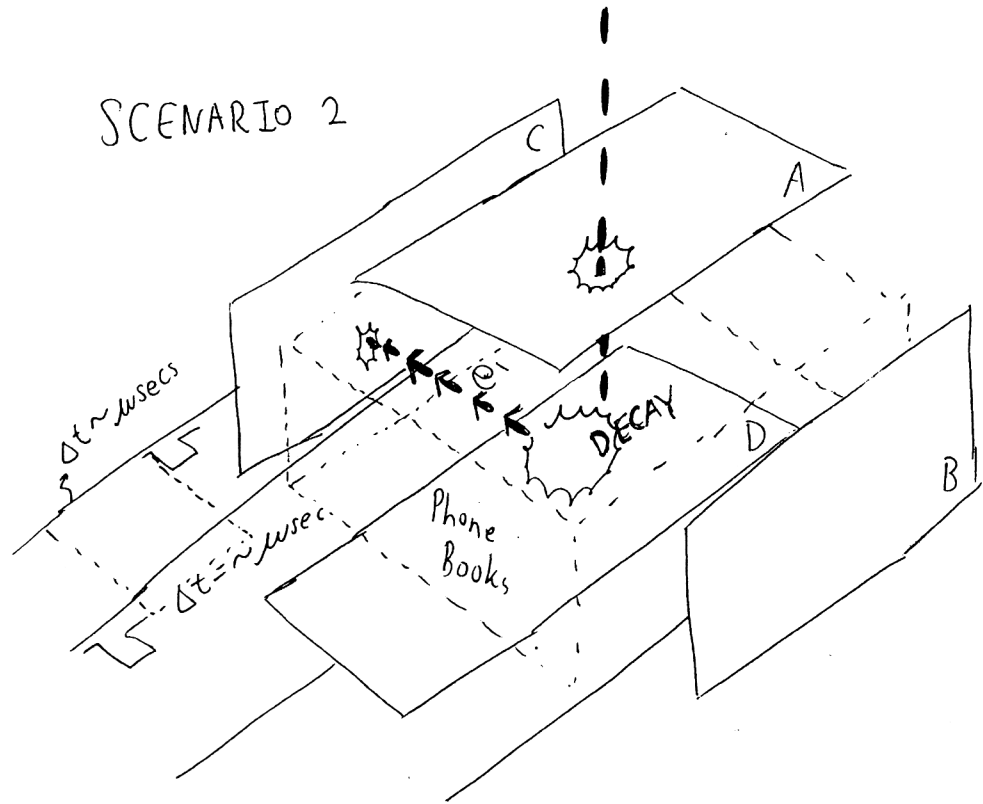 SCENARIO 2
C
A
Δt~μsecs
e
DECAY
D
B
Phone
Books
Δt=~μsec.